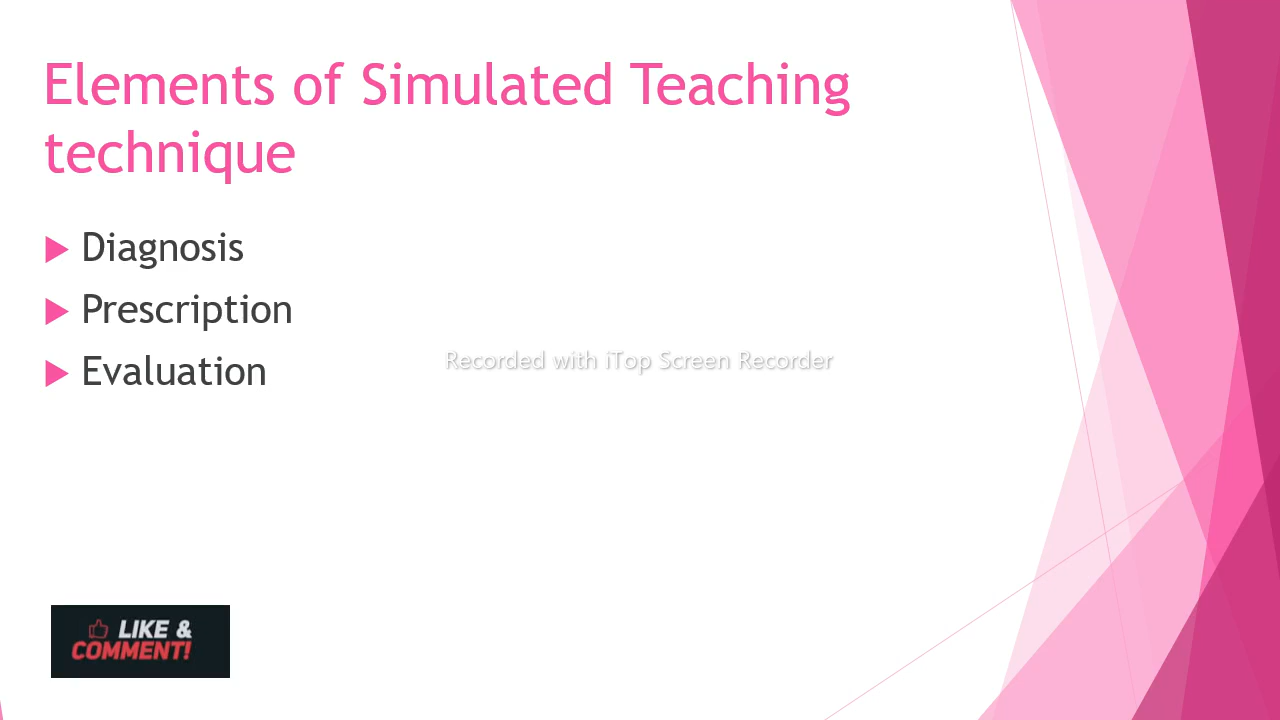 Elements of Simulated Teaching
technique
Diagnosis
Prescription
Evaluation
Recorded with iTop Screen Recorder
LIKE &
COMMENT!